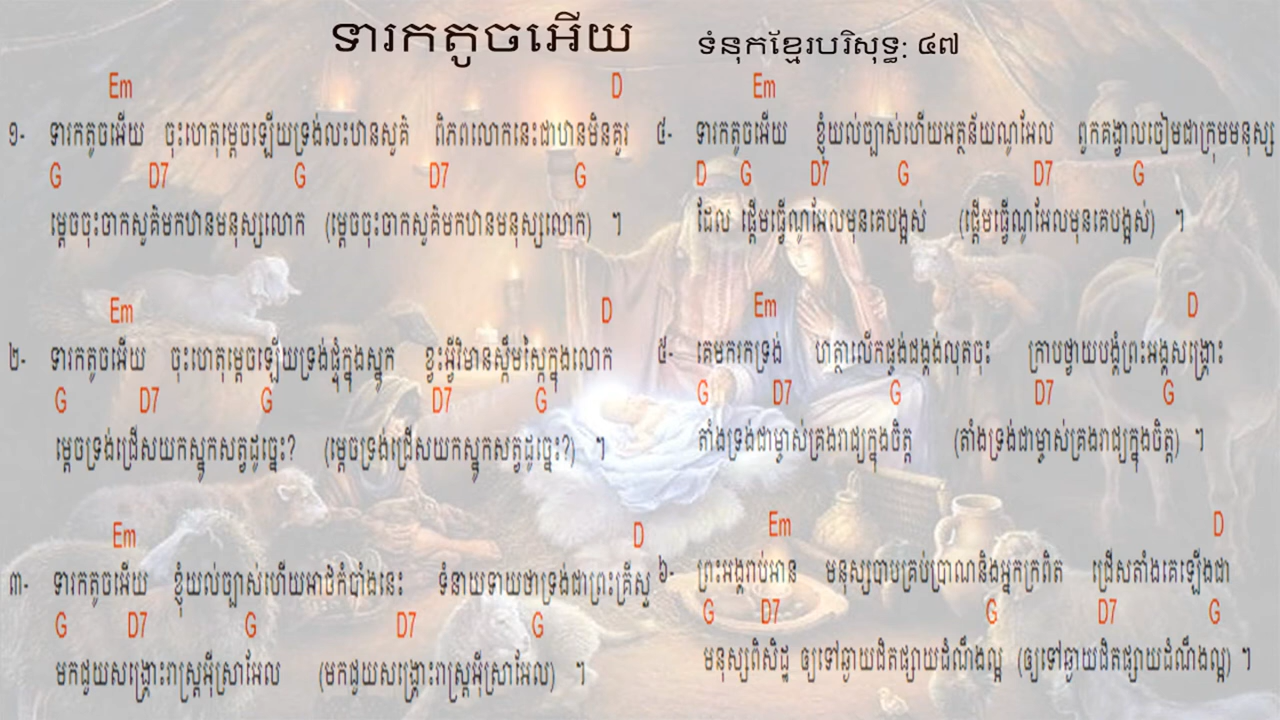 ទារកតូចអើយ ទំនុកខ្មែរបរិសុទ្ធ: ៤៧
Em D
១- ទារកតូចអើយ ចុះហេតុម្ដេចឡើយទ្រង់លះឋានសួគ៌ ពិភពលោកនេះជាឋានមិនគួរ
G D7 G D7 G
ម្ដេចចុះចាកសួគ៌មកឋានមនុស្សលោក (ម្ដេចចុះចាកសួគ៌មកឋានមនុស្សលោក) ។
Em D
២- ទារកតូចអើយ ចុះហេតុម្ដេចឡើយទ្រង់ផ្ទុំក្នុងស្នូក ខ្វះអ្វីវិមានស្កឹមស្កៃក្នុងលោក
G D7 G D7 G
ម្ដេចទ្រង់ជ្រើសយកស្នូកសត្វដូច្នេះ? (ម្ដេចទ្រង់ជ្រើសយកស្នូកសត្វដូច្នេះ?) ។
Em D
៣- ទារកតូចអើយ ខ្ញុំយល់ច្បាស់ហើយអាថ៌កំបាំងនេះ ទំនាយទាយថាទ្រង់ជាព្រះគ្រីស្ទ
G D7 G D7 G
មកជួយសង្គ្រោះរាស្ត្រអ៊ីស្រាអែល (មកជួយសង្គ្រោះរាស្ត្រអ៊ីស្រាអែល) ។
Em
៤- ទារកតូចអើយ ខ្ញុំយល់ច្បាស់ហើយអត្ថន័យណូអែល ពួកគង្វាលចៀមជាក្រុមមនុស្ស
D G D7 G D7 G
ដែល ផ្ដើមធ្វើណូអែលមុនគេបង្អស់ (ផ្ដើមធ្វើណូអែលមុនគេបង្អស់) ។
Em D
៥- គេមករកទ្រង់ ហត្ថាលើកផ្គង់ជង្គង់លុតចុះ ក្រាបថ្វាយបង្គំព្រះអង្គសង្គ្រោះ
G D7 G D7 G
តាំងទ្រង់ជាម្ចាស់គ្រងរាជ្យក្នុងចិត្ត (តាំងទ្រង់ជាម្ចាស់គ្រងរាជ្យក្នុងចិត្ត) ។
Em D
៦- ព្រះអង្គរាប់អាន មនុស្សបាបគ្រប់ប្រាណនិងអ្នកក្រពិត ជ្រើសតាំងគេឡើងជា
G D7 G D7 G
មនុស្សពិសិដ្ឋ ឲ្យទៅឆ្ងាយជិតផ្សាយដំណឹងល្អ (ឲ្យទៅឆ្ងាយជិតផ្សាយដំណឹងល្អ) ។